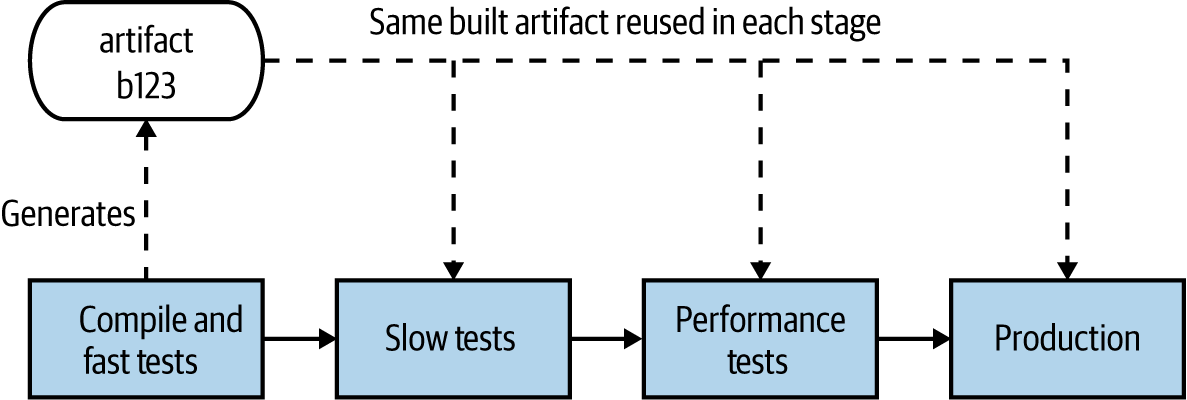 Same built artifact reused in each stage
artifact
b123
Generates
Compile and
fast tests
Slow tests
Performance
tests
Production